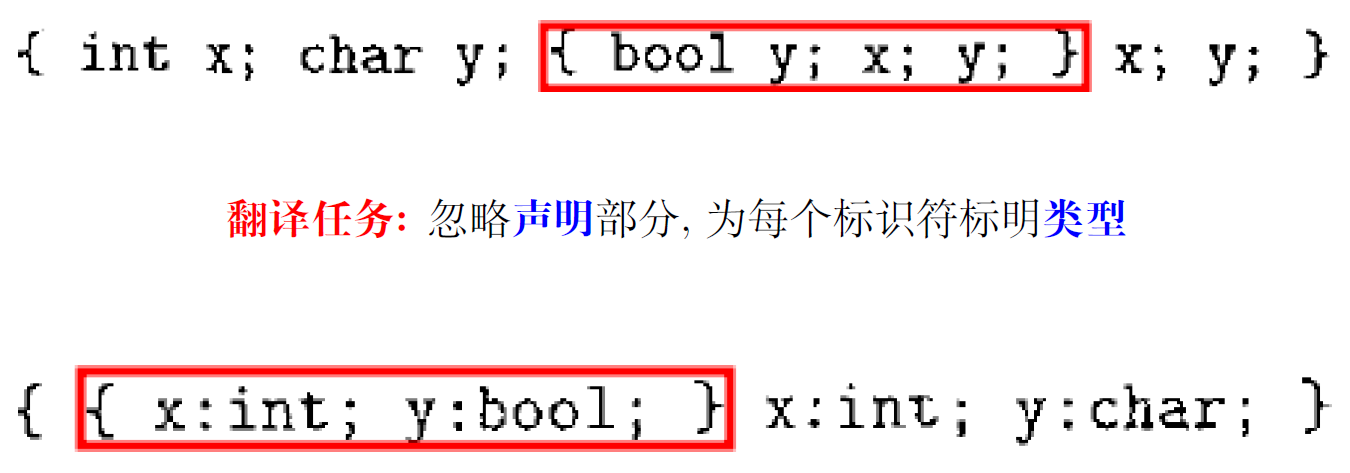 { int x; char y; { bool y; x; y; } x; y; }
翻译任务: 忽略声明部分, 为每个标识符标明类型
{ { x:int; y:bool; } x:int; y:char; }